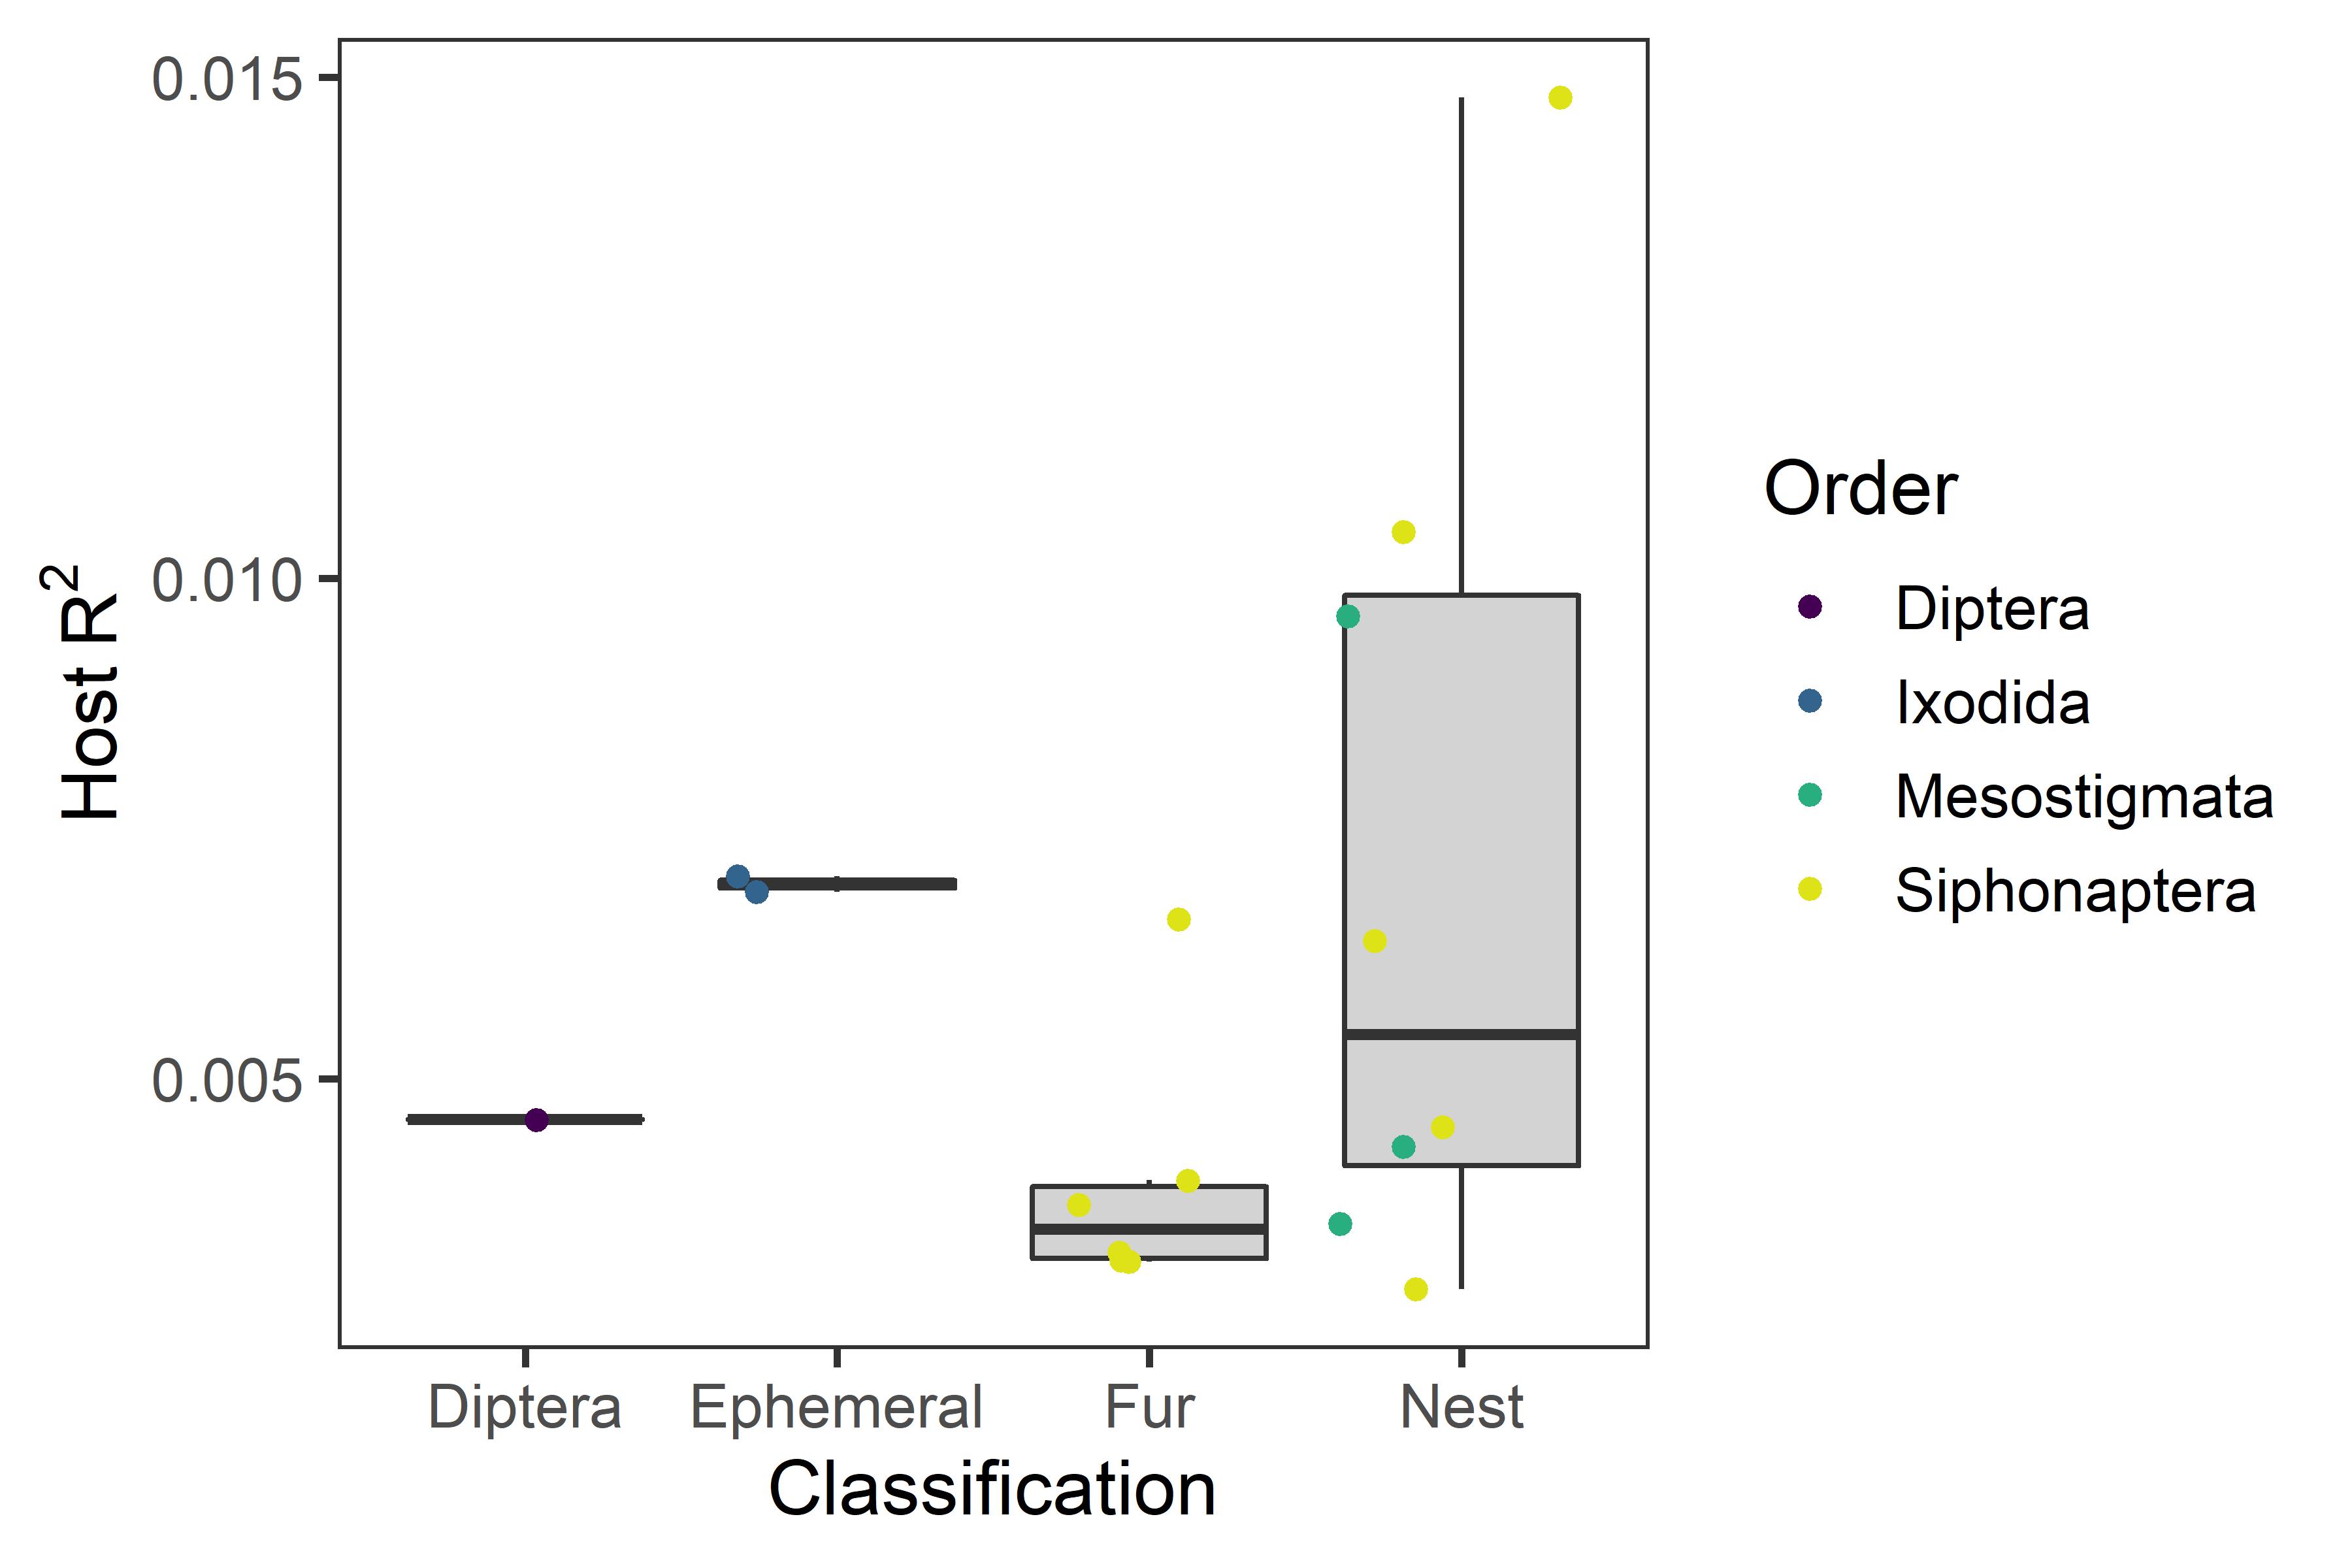 0.015
0.010
0.005
Host R²
Diptera
Ephemeral
Fur
Nest
Classification
Order
Diptera
Ixodida
Mesostigmata
Siphonaptera